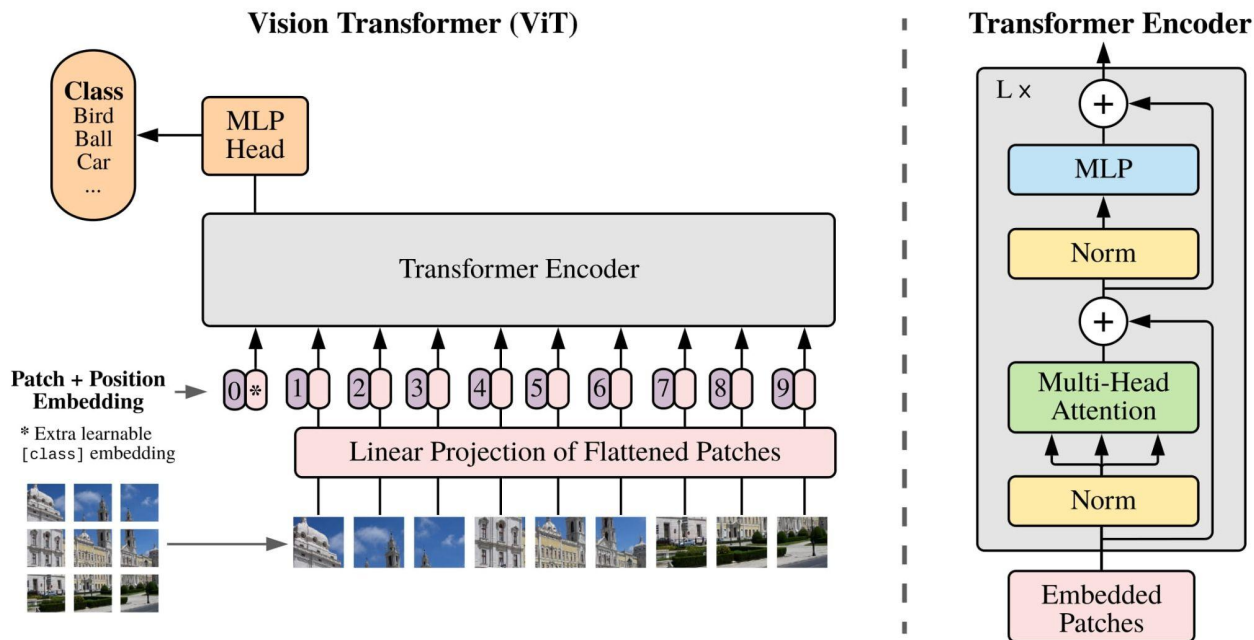 Vision Transformer (ViT)
Class
Bird
Ball
Car
...
MLP
Head
Transformer Encoder
Patch + Position
Embedding
* Extra learnable
[class] embedding
0 * 1 2 3 4 5 6 7 8 9
Linear Projection of Flattened Patches
Transformer Encoder
L ×
+
MLP
Norm
+
Multi-Head
Attention
Norm
Embedded
Patches